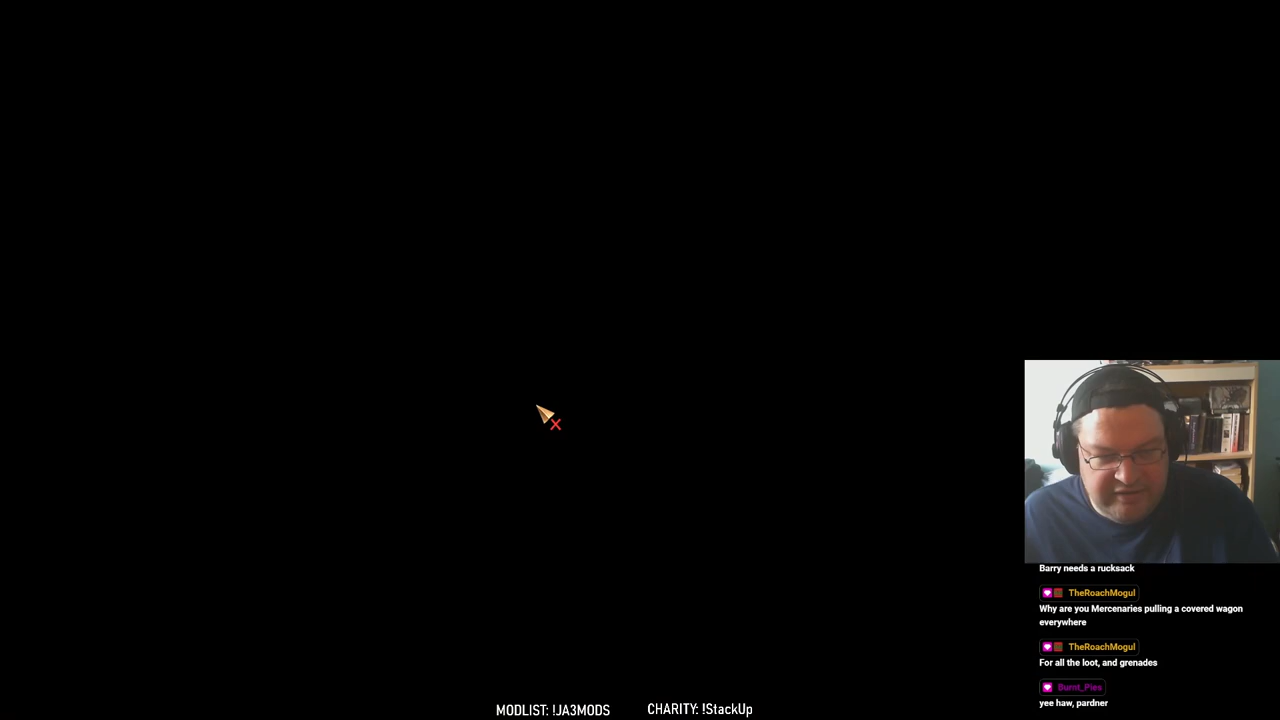 Barry needs a rucksack
TheRoachMogul
Why are you Mercenaries pulling a covered wagon
everywhere
TheRoachMogul
For all the loot, and grenades
Burnt_Pies
yee haw, pardner
MODLIST: !JA3MODS CHARITY: !StackUp